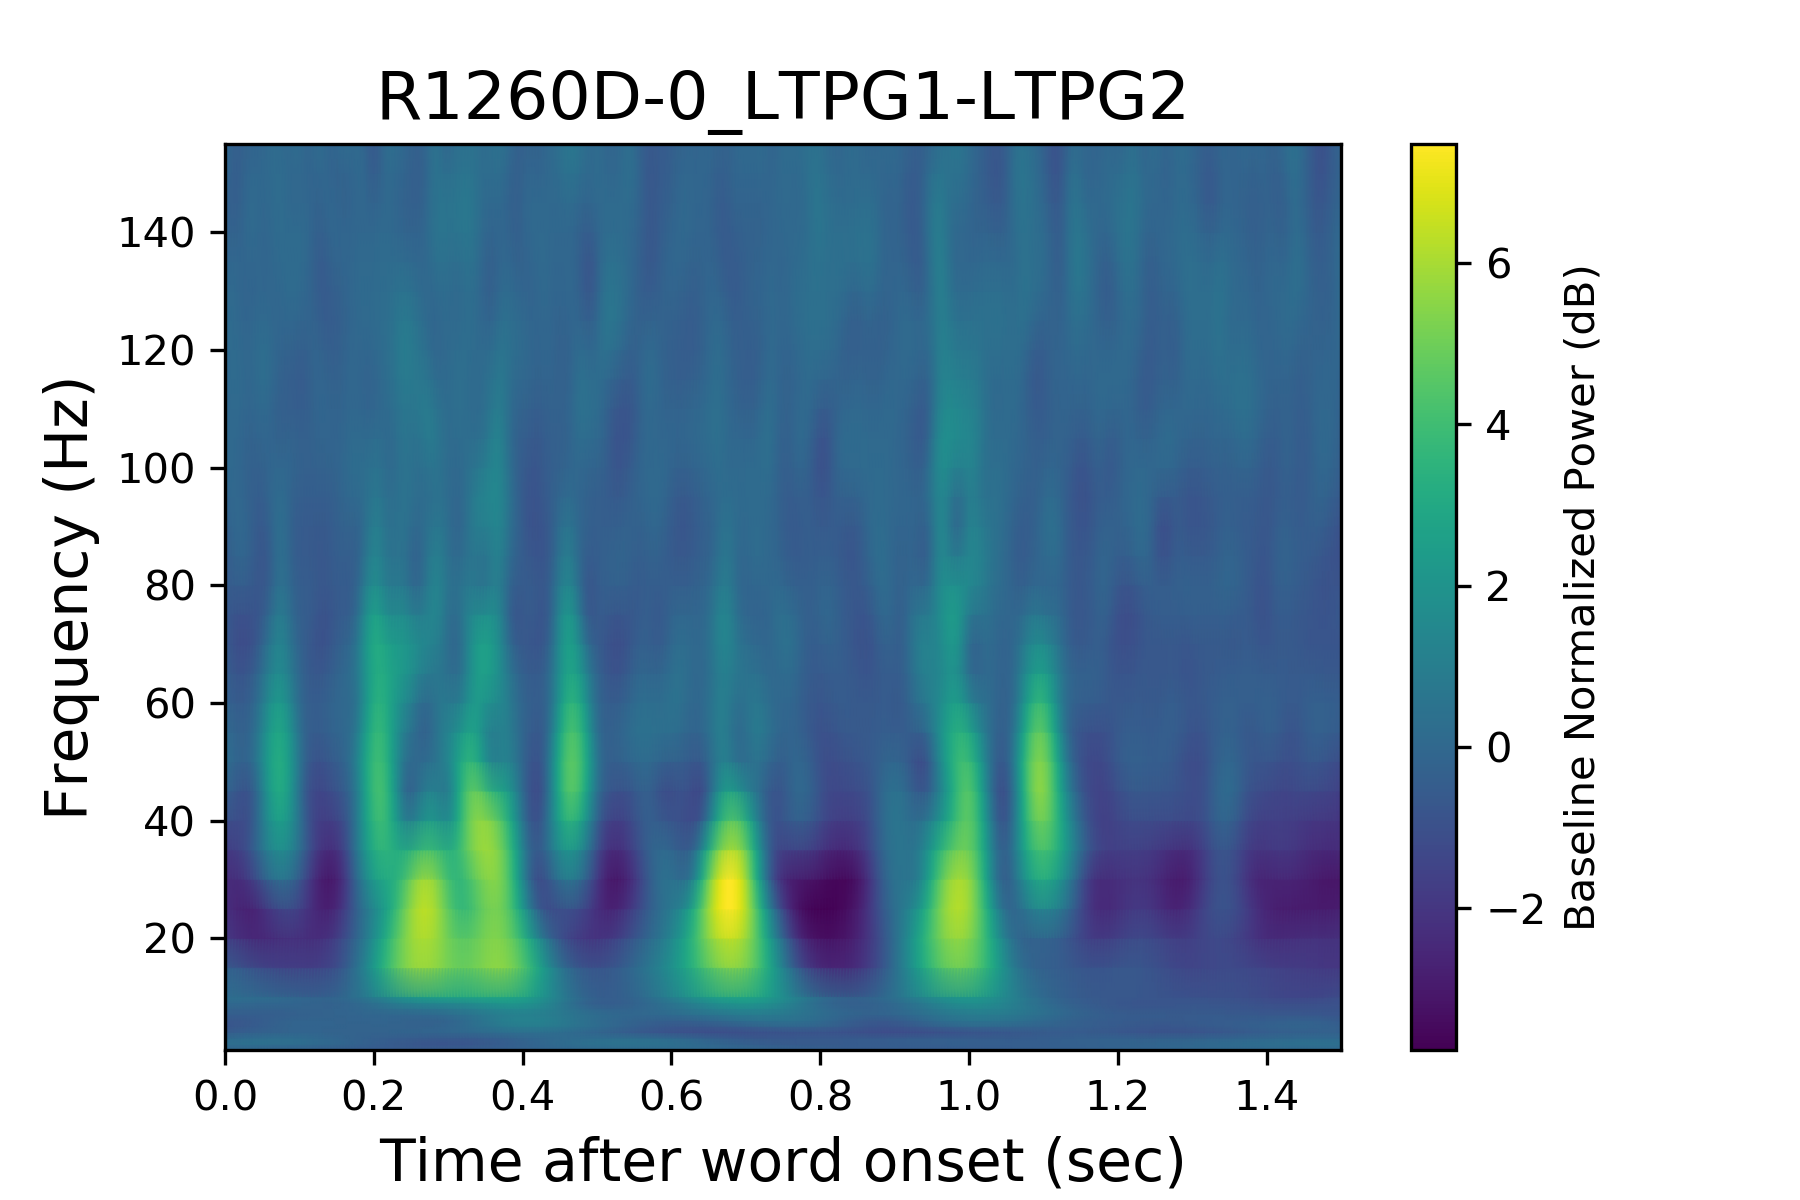 R1260D-0_LTPG1-LTPG2
140
120
100
80
60
40
20
Frequency (Hz)
0.0 0.2 0.4 0.6 0.8 1.0 1.2 1.4
Time after word onset (sec)
6
4
2
0
−2
Baseline Normalized Power (dB)